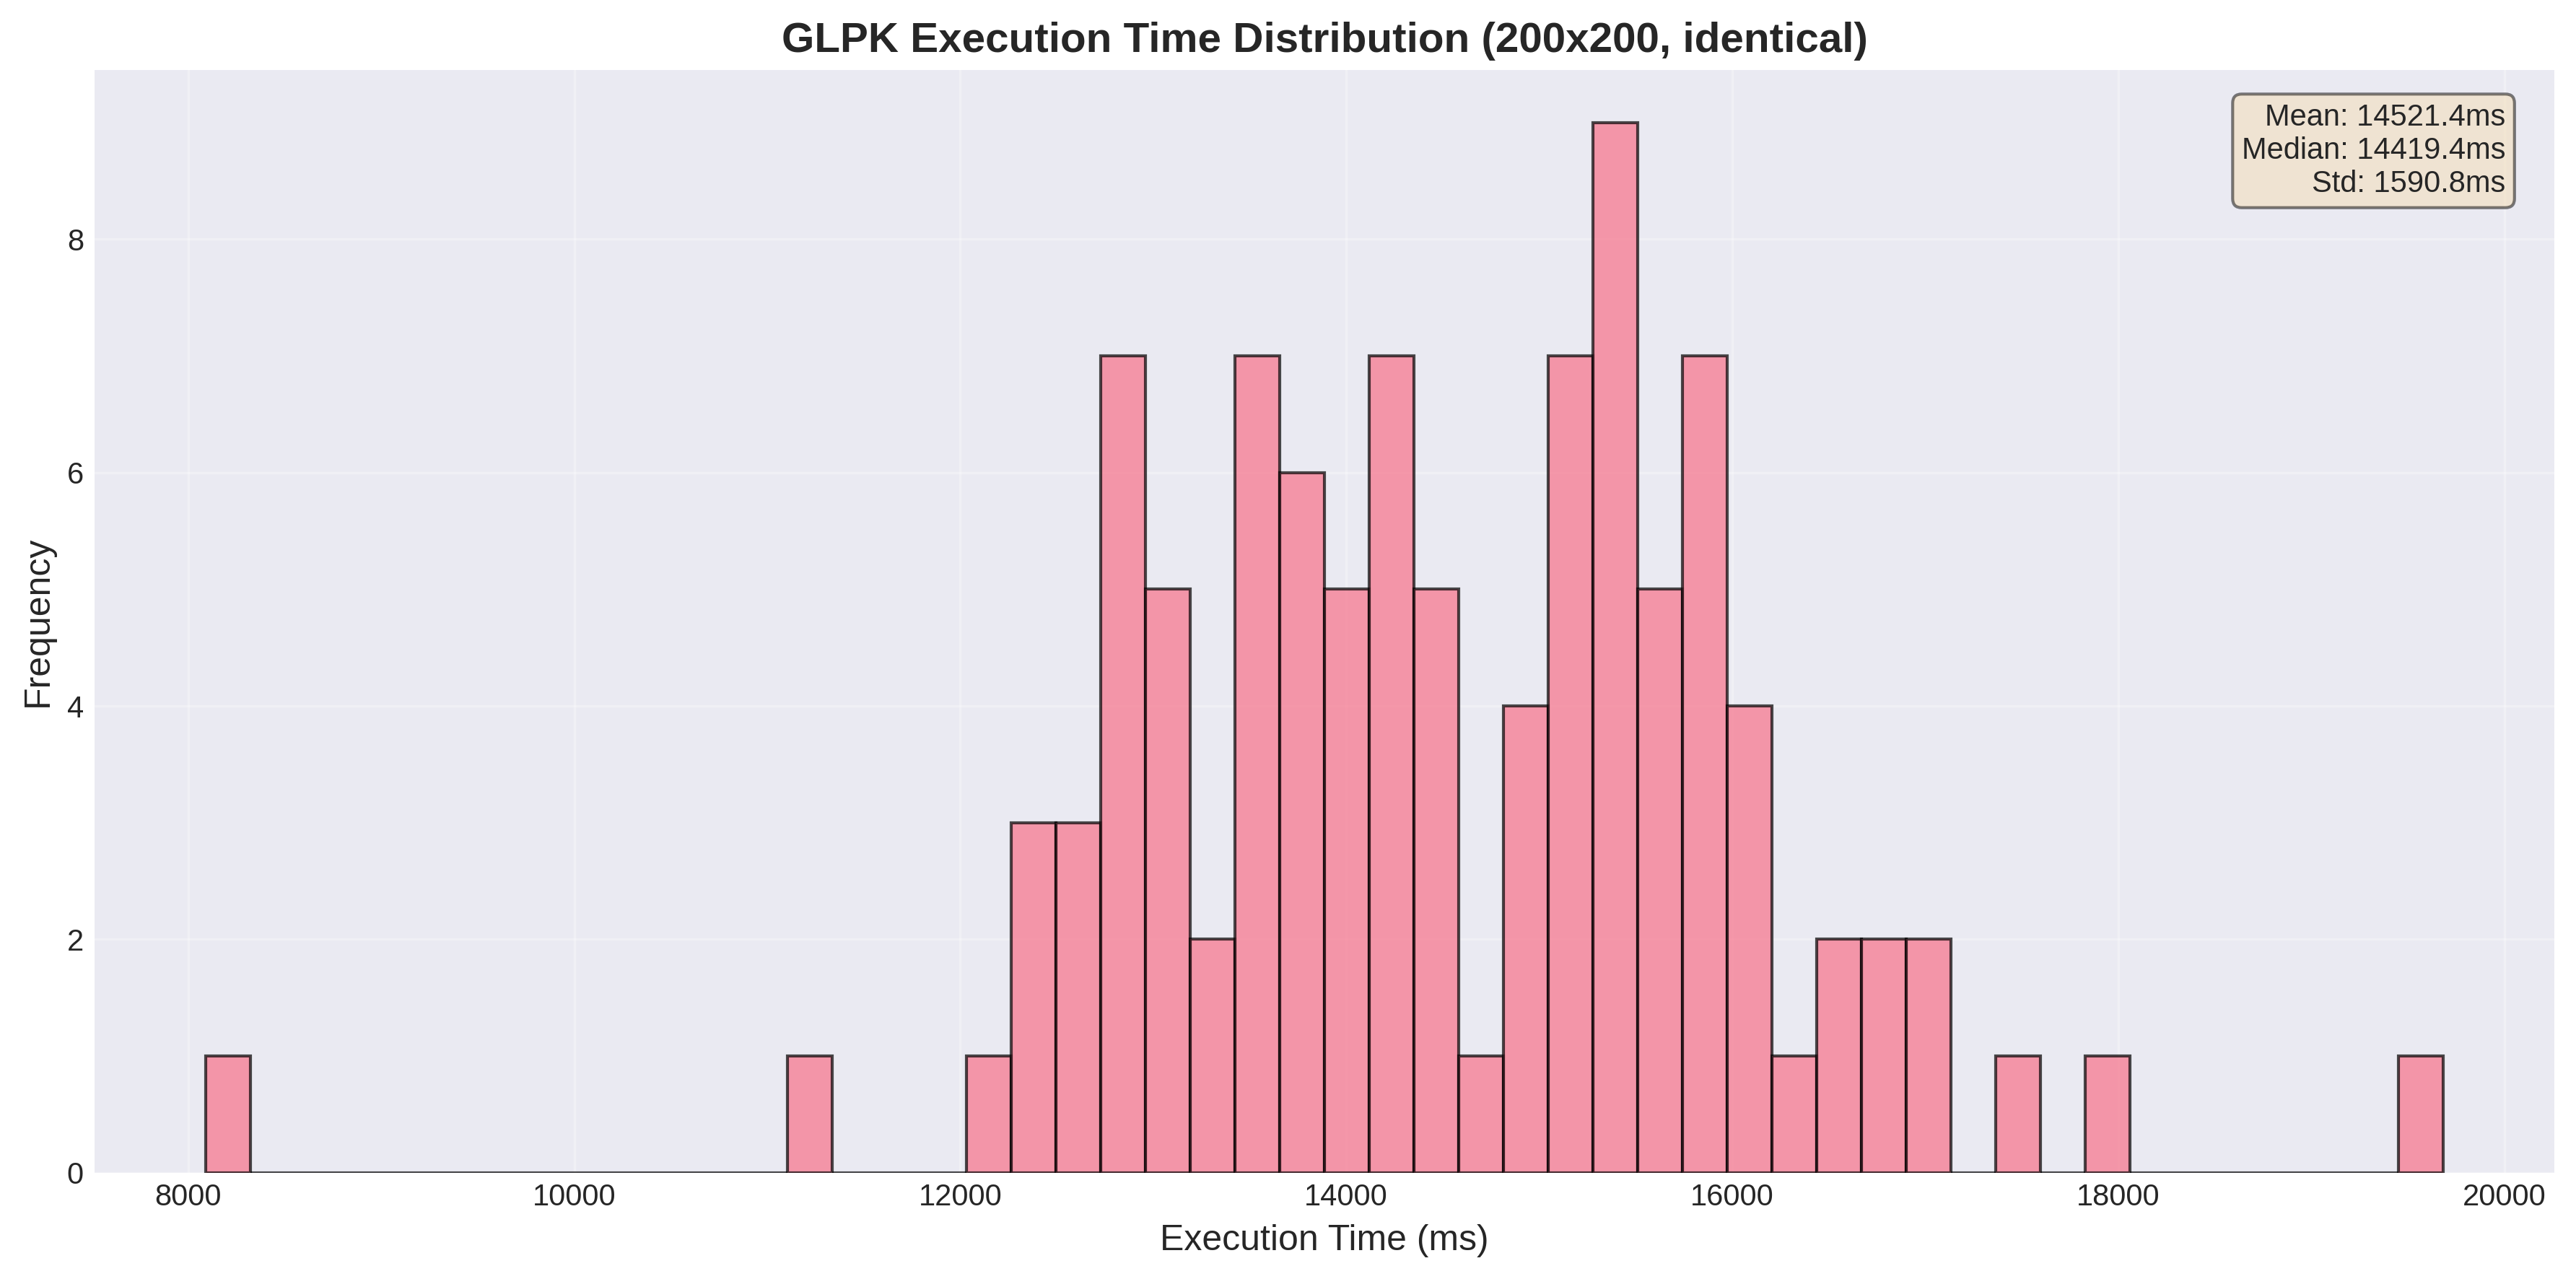 GLPK Execution Time Distribution (200x200, identical)
Mean: 14521.4ms
Median: 14419.4ms
Std: 1590.8ms
Frequency
8
6
4
2
0
8000 10000 12000 14000 16000 18000 20000
Execution Time (ms)